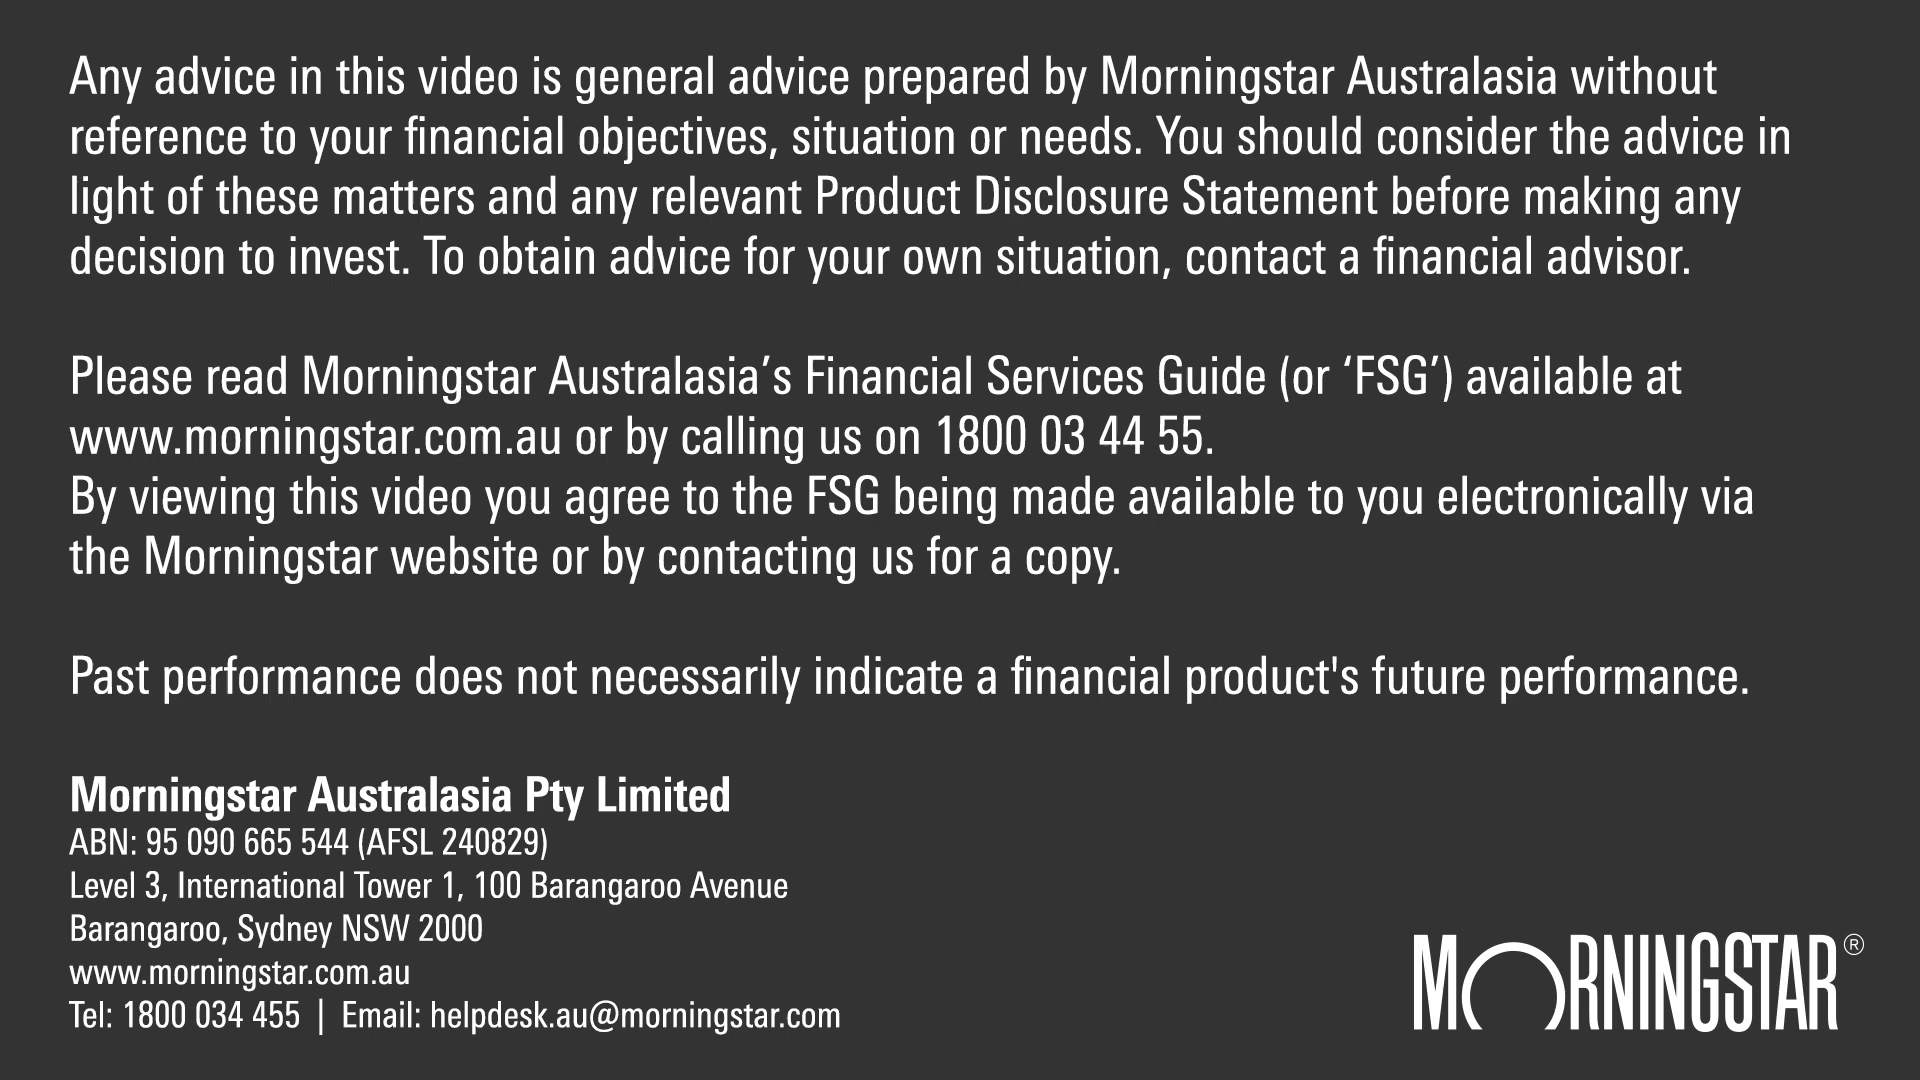 Any advice in this video is general advice prepared by Morningstar Australasia without
reference to your financial objectives, situation or needs. You should consider the advice in
light of these matters and any relevant Product Disclosure Statement before making any
decision to invest. To obtain advice for your own situation, contact a financial advisor.
Please read Morningstar Australasia’s Financial Services Guide (or ‘FSG’) available at
www.morningstar.com.au or by calling us on 1800 03 44 55.
By viewing this video you agree to the FSG being made available to you electronically via
the Morningstar website or by contacting us for a copy.
Past performance does not necessarily indicate a financial product's future performance.
Morningstar Australasia Pty Limited
ABN: 95 090 665 544 (AFSL 240829)
Level 3, International Tower 1, 100 Barangaroo Avenue
Barangaroo, Sydney NSW 2000
www.morningstar.com.au
Tel: 1800 034 455 | Email: helpdesk.au@morningstar.com
MORNINGSTAR®